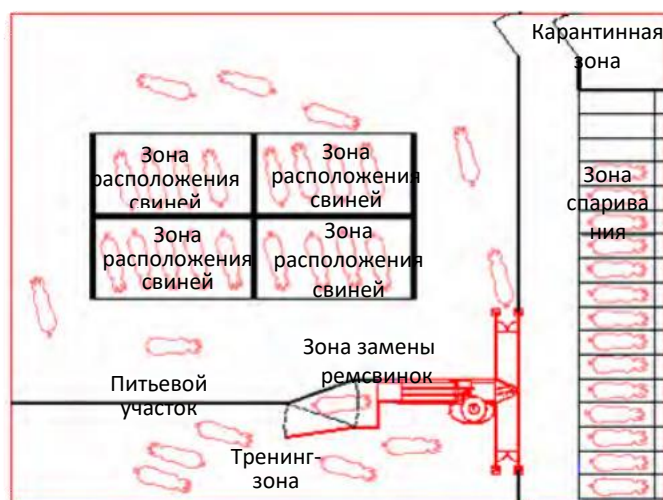 Карантинная
зона
Зона
расположения
свиней
Зона
расположения
свиней
Зона
спарива
ния
Зона
расположения
свиней
Зона
расположения
свиней
Зона замены
ремсвинок
Питьевой
участок
Тренинг-
зона